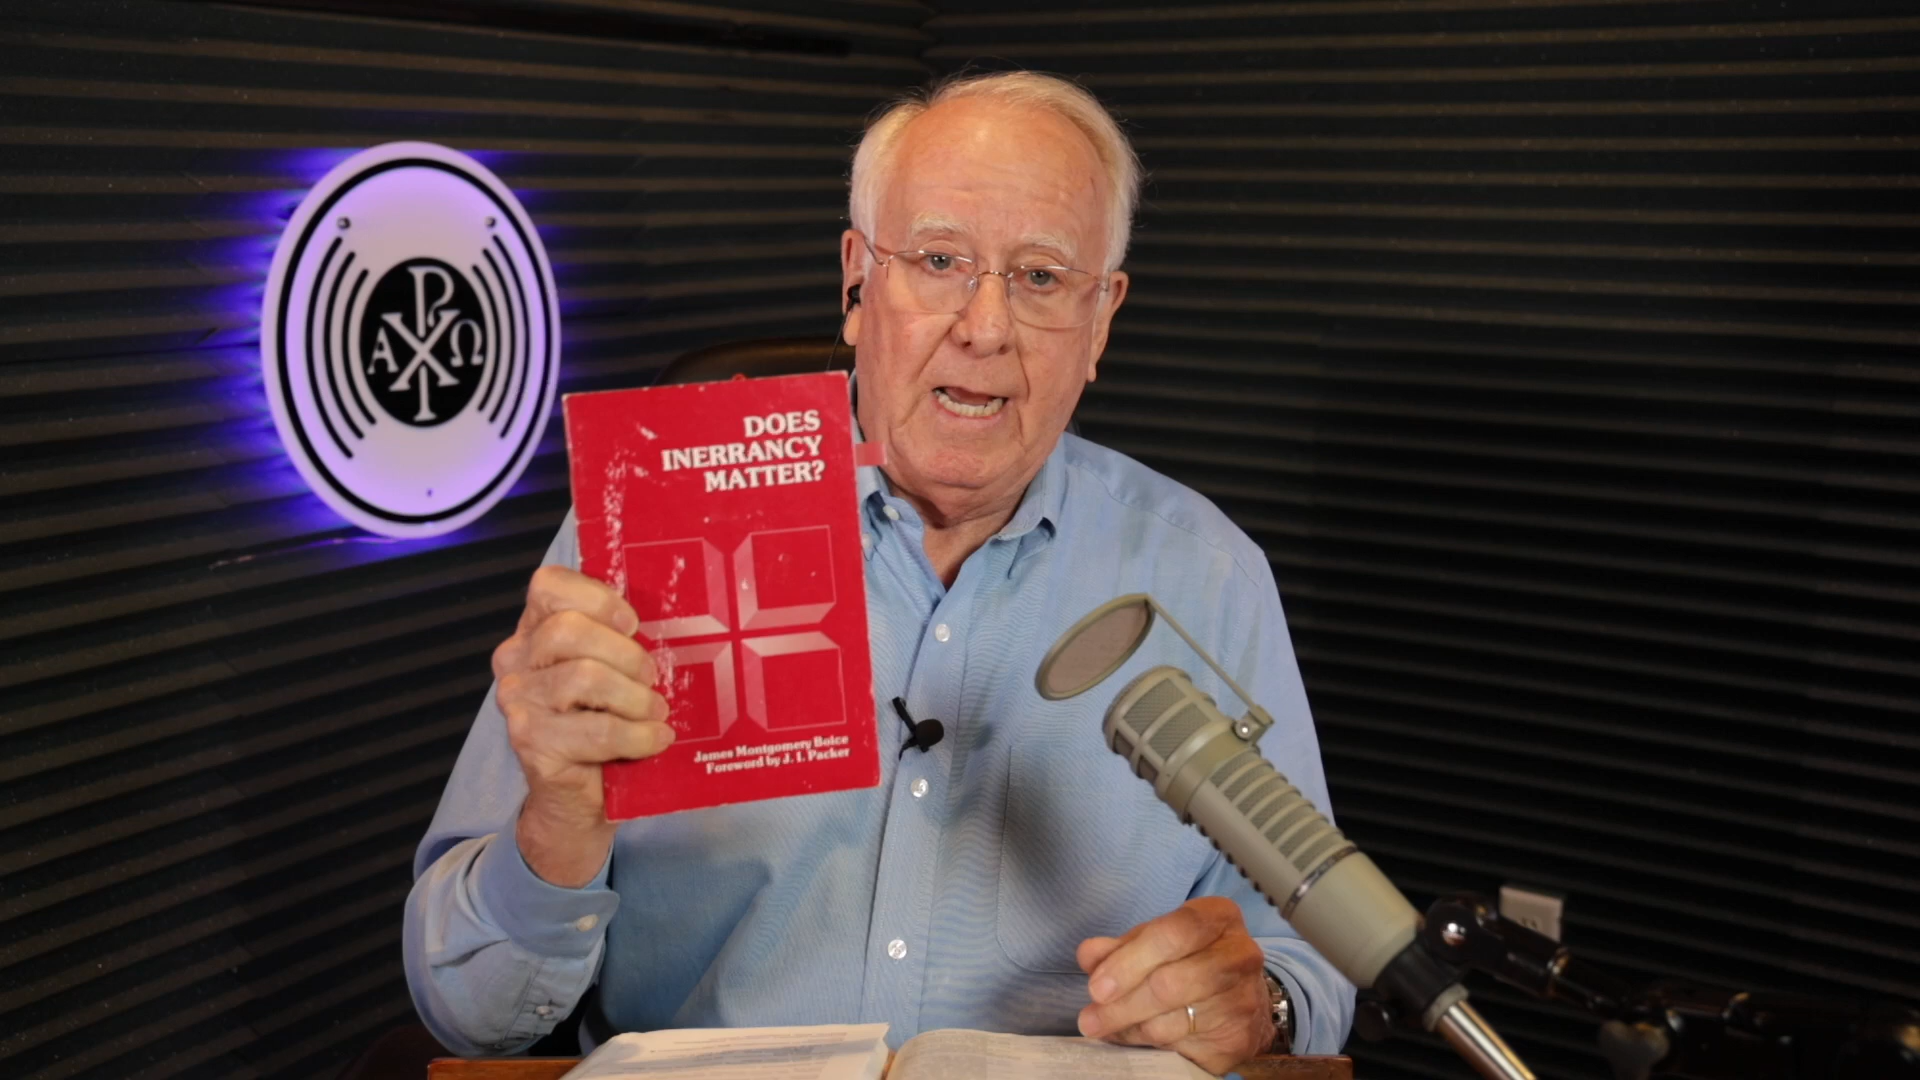 DOES
INERRANCY
MATTER?
James Montgomery Boice
Foreword by J. I. Packer
Α Ω